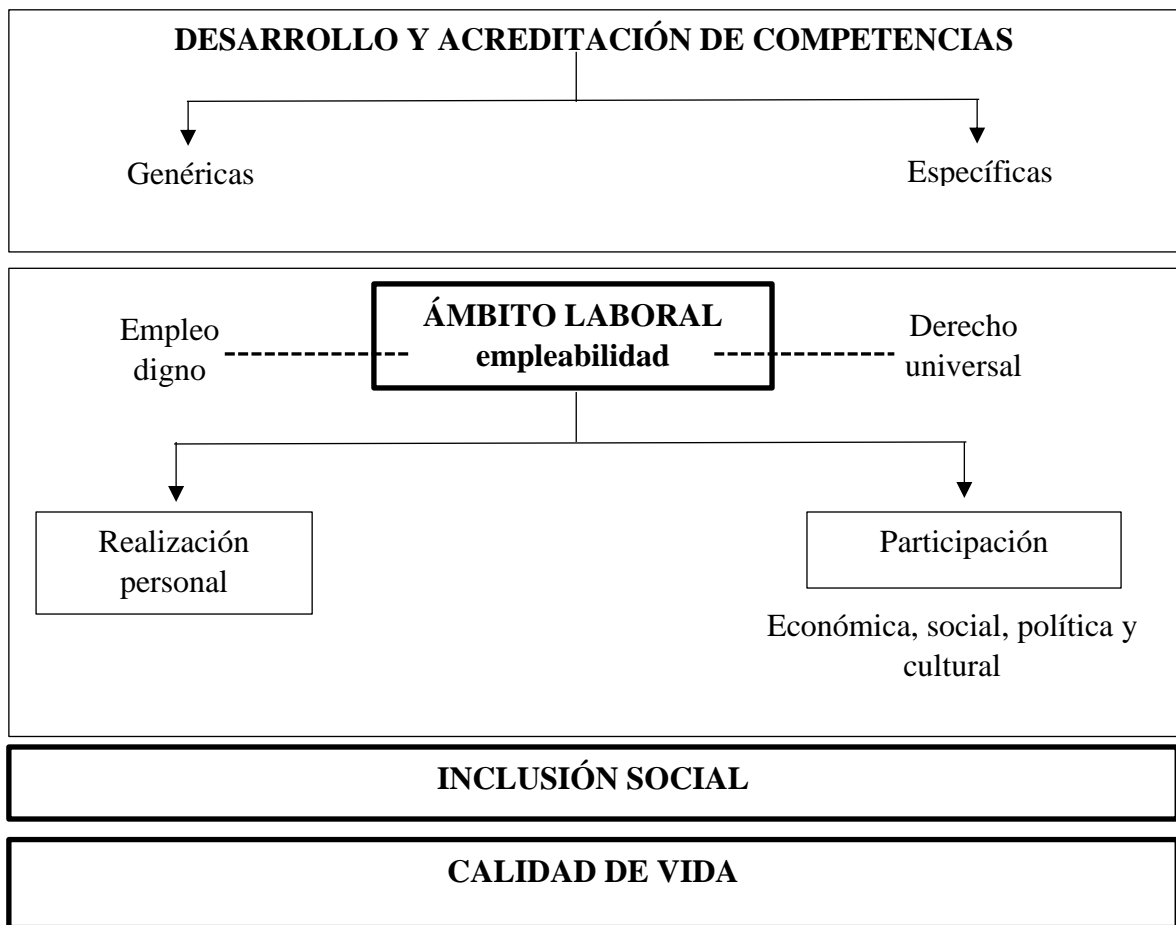 DESARROLLO Y ACREDITACIÓN DE COMPETENCIAS
Genéricas
Específicas
Empleo
digno
ÁMBITO LABORAL
empleabilidad
Derecho
universal
Realización
personal
Participación
Económica, social, política y
cultural
INCLUSIÓN SOCIAL
CALIDAD DE VIDA